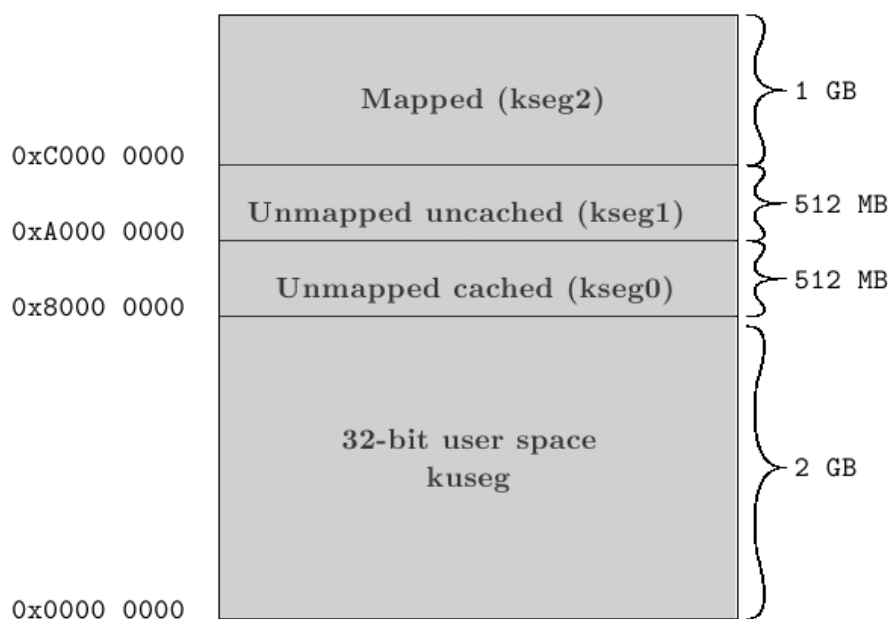 Mapped (kseg2)
1 GB
0xC000 0000
Unmapped uncached (kseg1)
512 MB
0xA000 0000
Unmapped cached (kseg0)
512 MB
0x8000 0000
32-bit user space
kuseg
2 GB
0x0000 0000